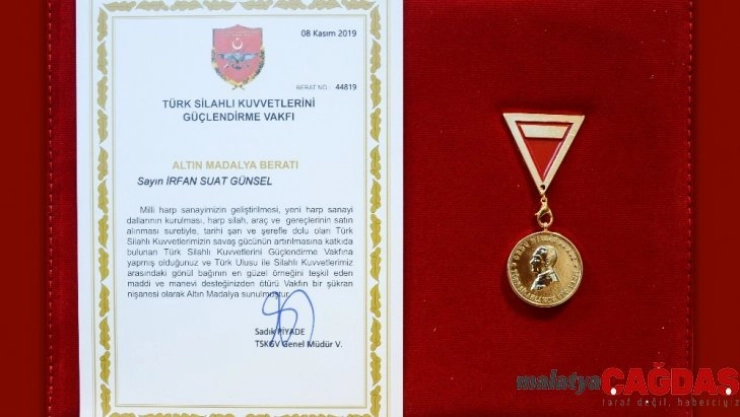 08 Kasım 2019
BERAT NO: 44819
TÜRK SİLAHLI KUVVETLERİNİ
GÜÇLENDİRME VAKFI
ALTIN MADALYA BERATI
Sayın İRFAN SUAT GÜNSEL
Milli harp sanayimizin geliştirilmesi, yeni harp sanayi
dallarının kurulması, harp silah, araç ve gereçlerinin satın
alınması suretiyle, tarihi şan ve şerefle dolu olan Türk
Silahlı Kuvvetlerimizin savaş gücünün artırılmasına katkıda
bulunan Türk Silahlı Kuvvetlerini Güçlendirme Vakfına
yapmış olduğunuz ve Türk Ulusu ile Silahlı Kuvvetlerimiz
arasındaki gönül bağının en güzel örneğini teşkil eden
maddi ve manevi desteğinizden ötürü Vakfın bir şükran
nişanesi olarak Altın Madalya sunulmuştur.
Sadık PİYADE
TSKGV Genel Müdür V.
malatya ÇAĞDAŞ
taraf değil, haberciyiz